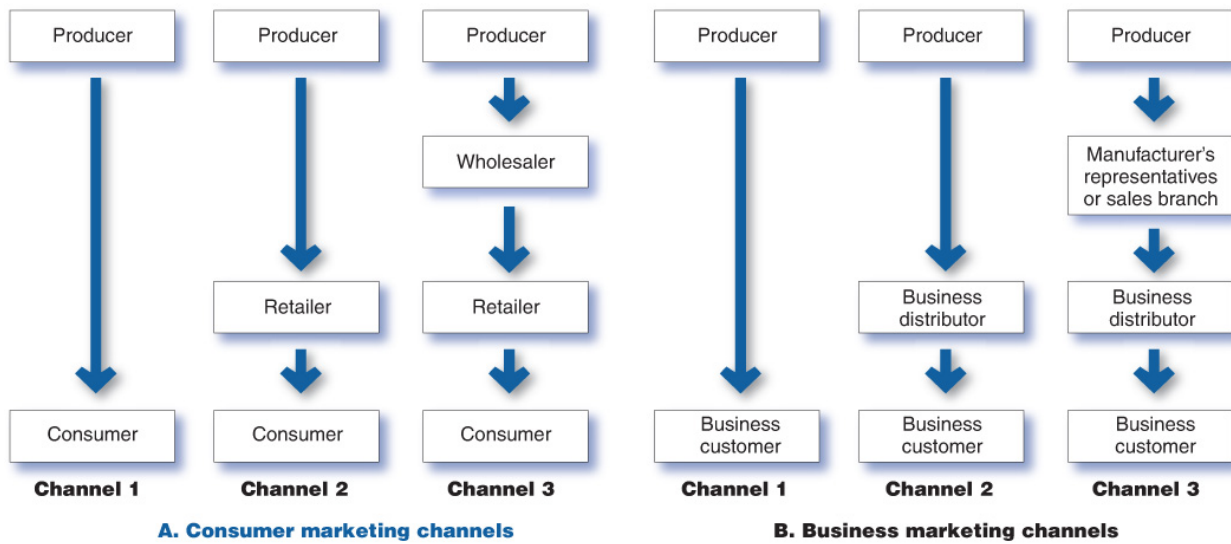 Producer
Producer
Producer
Producer
Producer
Producer
Wholesaler
Manufacturer's
representatives
or sales branch
Retailer
Retailer
Business
distributor
Business
distributor
Consumer
Consumer
Consumer
Business
customer
Business
customer
Business
customer
Channel 1
Channel 2
Channel 3
Channel 1
Channel 2
Channel 3
A. Consumer marketing channels
B. Business marketing channels